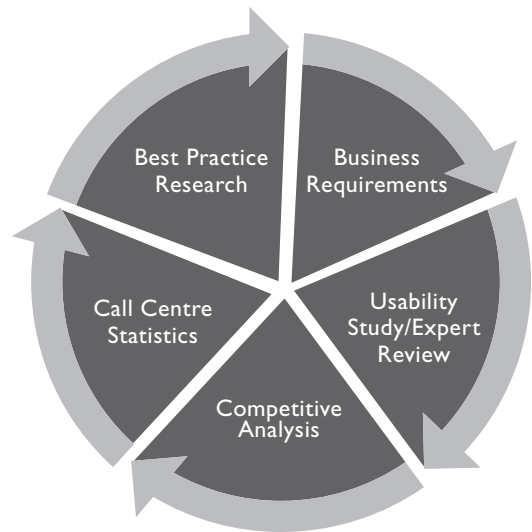 Best Practice
Research
Business
Requirements
Usability
Study/Expert
Review
Competitive
Analysis
Call Centre
Statistics